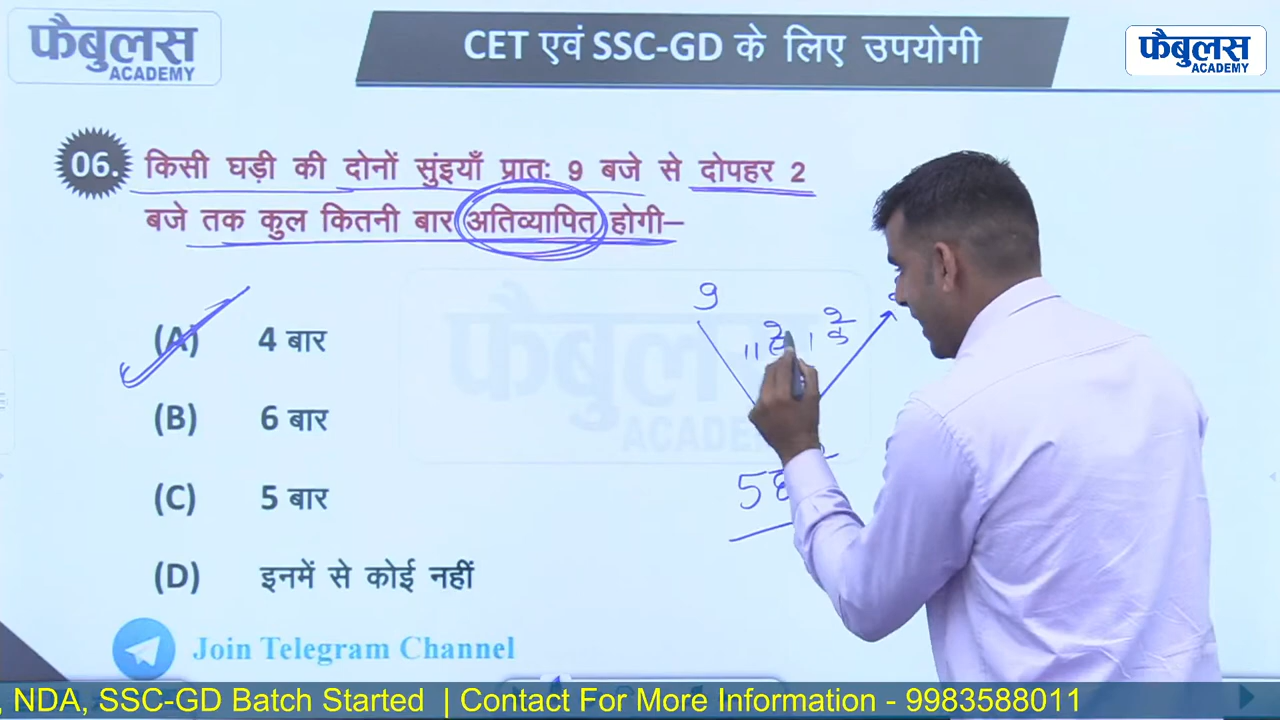 फैबुलस
ACADEMY
CET एवं SSC-GD के लिए उपयोगी
फैबुलस
ACADEMY
06. किसी घड़ी की दोनों सुंइयाँ प्रातः 9 बजे से दोपहर 2
बजे तक कुल कितनी बार अतिव्यापित होगी–
9
(A) 4 बार
(B) 6 बार
(C) 5 बार
(D) इनमें से कोई नहीं
फैबुलस
ACADEMY
Join Telegram Channel
, NDA, SSC-GD Batch Started | Contact For More Information - 9983588011